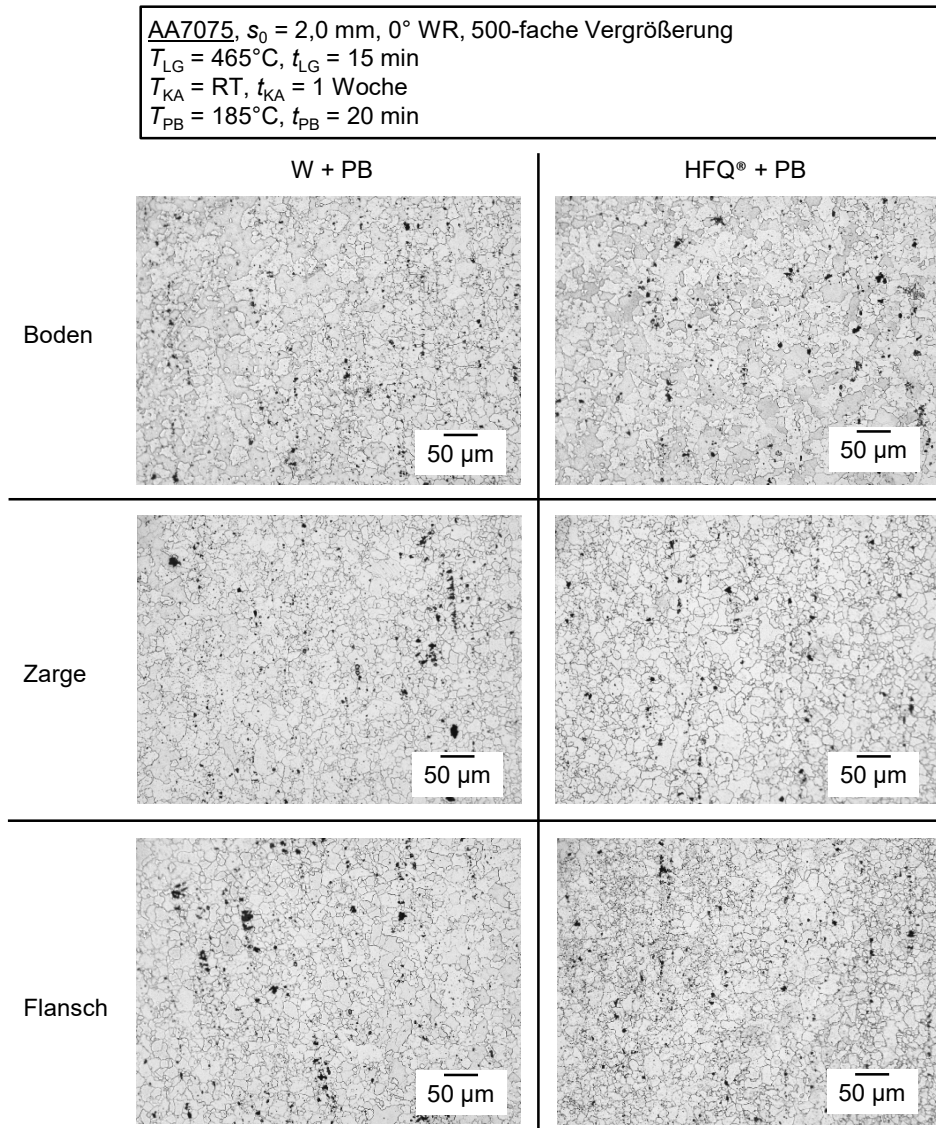 AA7075, s0 = 2,0 mm, 0° WR, 500-fache Vergrößerung
TLG = 465°C, tLG = 15 min
TKA = RT, tKA = 1 Woche
TPB = 185°C, tPB = 20 min
W + PB
HFQ® + PB
Boden
50 µm
50 µm
Zarge
50 µm
50 µm
Flansch
50 µm
50 µm